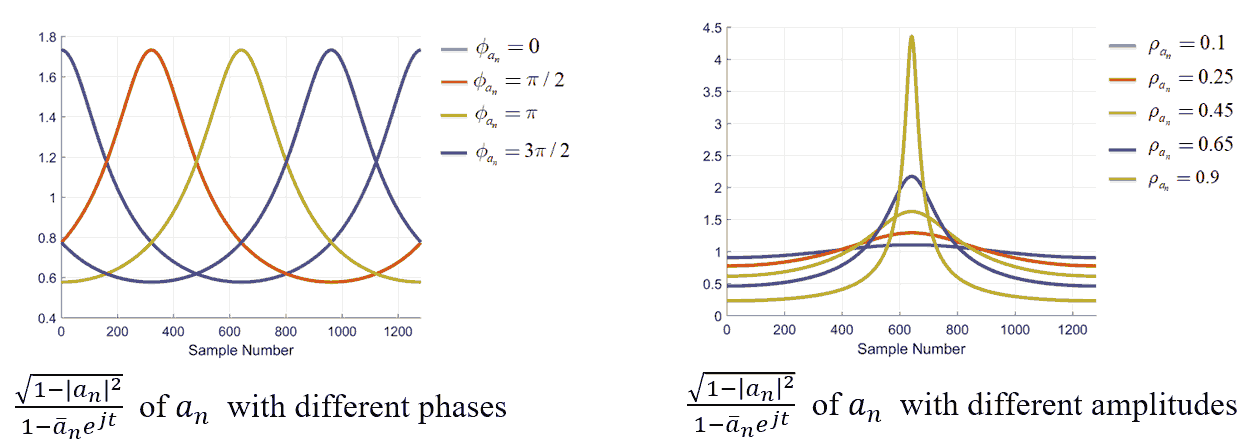 1.8
1.6
1.4
1.2
1
0.8
0.6
0.4
0 200 400 600 800 1000 1200
Sample Number
ϕ_{a_n} = 0
ϕ_{a_n} = π / 2
ϕ_{a_n} = π
ϕ_{a_n} = 3π / 2
√(1−|a_n|²) / (1−ā_n e^{jt}) of a_n with different phases
4.5
4
3.5
3
2.5
2
1.5
1
0.5
0
0 200 400 600 800 1000 1200
Sample Number
ρ_{a_n} = 0.1
ρ_{a_n} = 0.25
ρ_{a_n} = 0.45
ρ_{a_n} = 0.65
ρ_{a_n} = 0.9
√(1−|a_n|²) / (1−ā_n e^{jt}) of a_n with different amplitudes